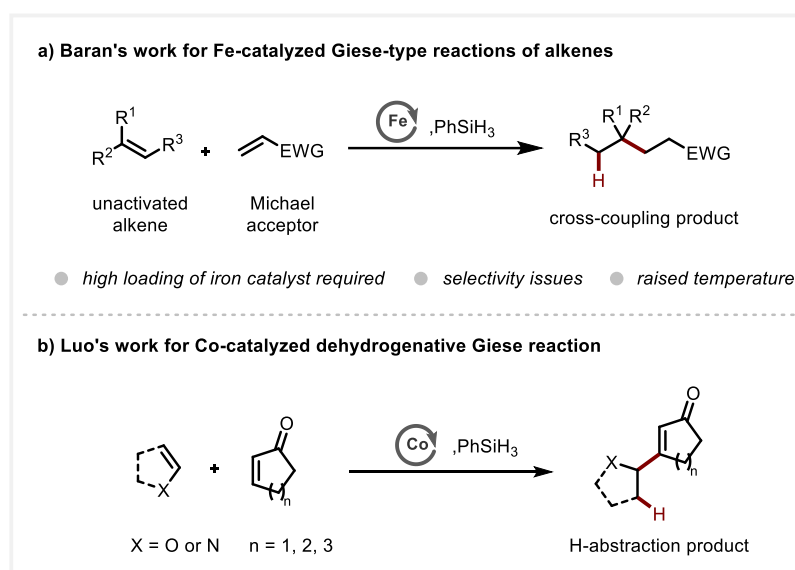 a) Baran's work for Fe-catalyzed Giese-type reactions of alkenes
R¹ R² R³ + EWG Fe ,PhSiH₃ R³ R¹ R² H EWG
unactivated alkene
Michael acceptor
cross-coupling product
high loading of iron catalyst required selectivity issues raised temperature
b) Luo's work for Co-catalyzed dehydrogenative Giese reaction
X + O ( )n Co ,PhSiH₃ X H O ( )n
X = O or N n = 1, 2, 3 H-abstraction product